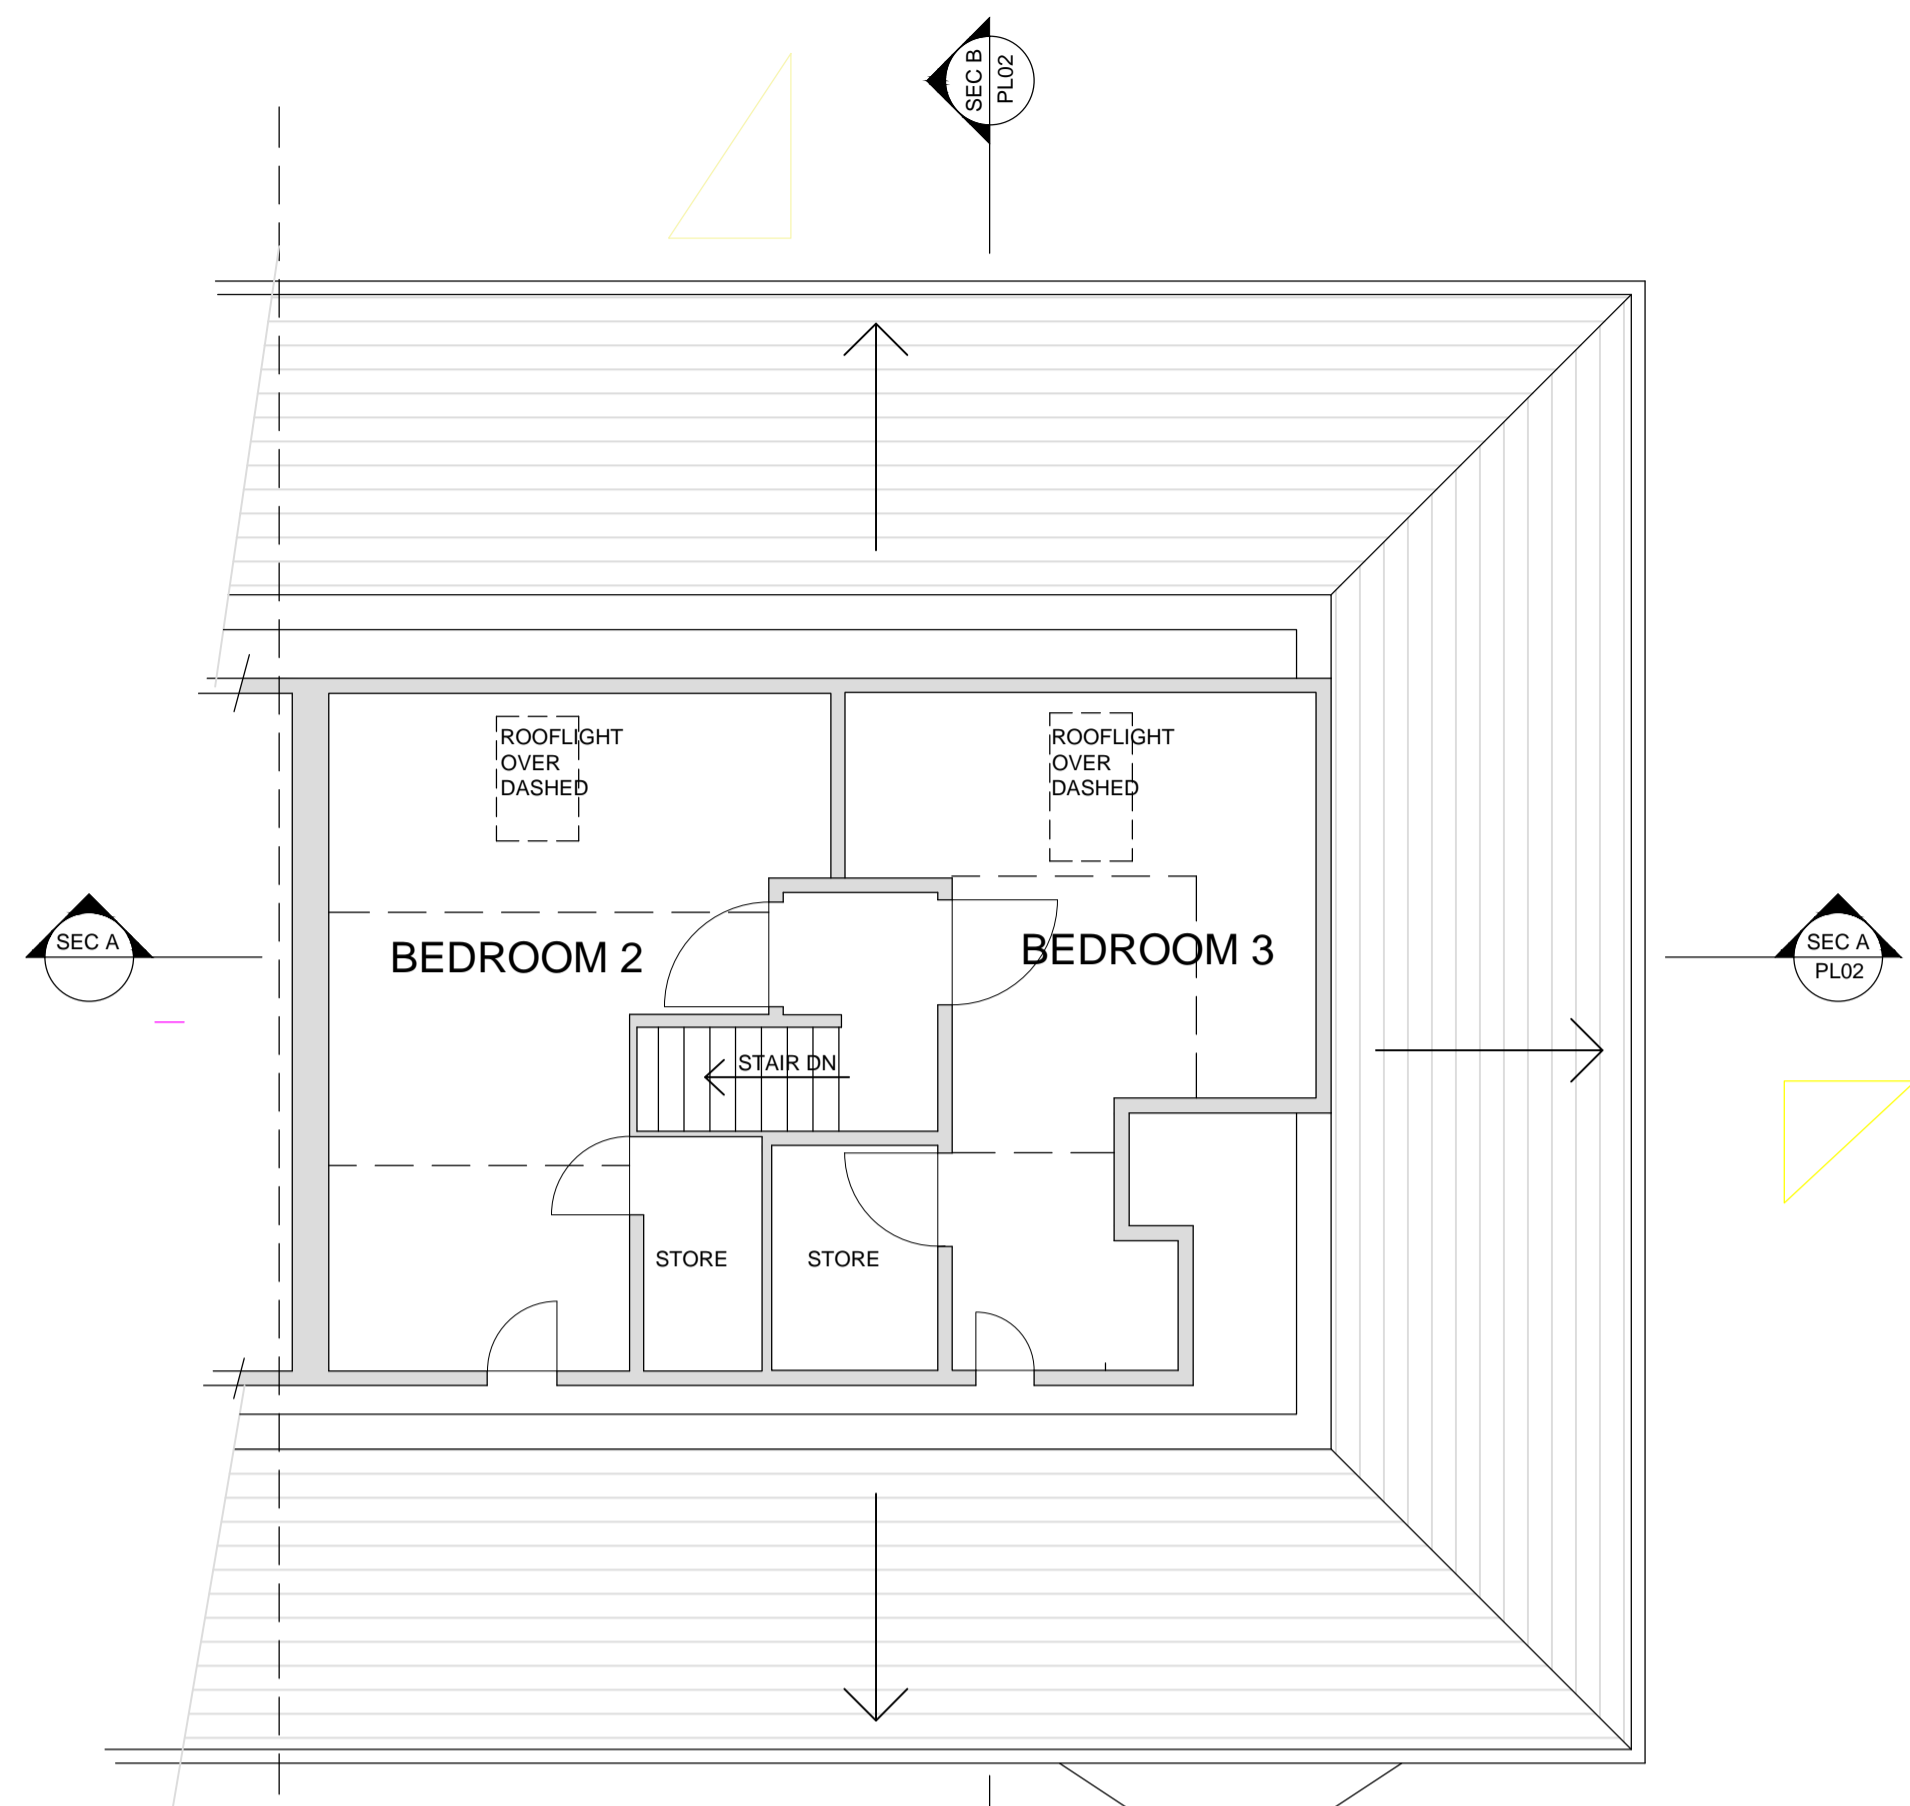 SEC B
PL02
ROOFLIGHT
OVER
DASHED
ROOFLIGHT
OVER
DASHED
SEC A
BEDROOM 2
BEDROOM 3
SEC A
PL02
STAIR DN
STORE
STORE